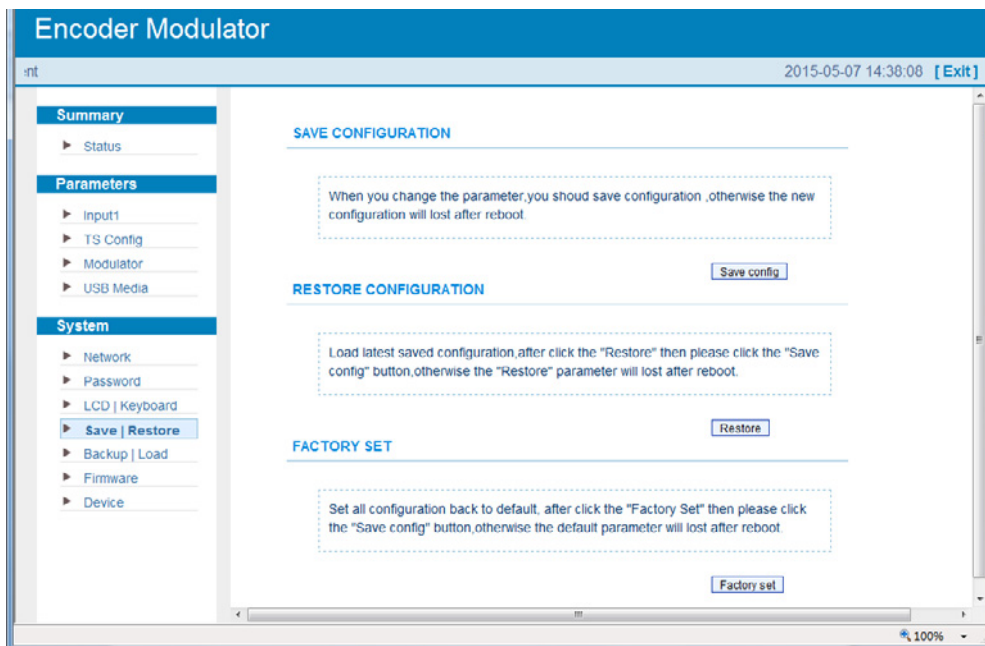 Encoder Modulator
ent
2015-05-07 14:38:08 [Exit]
Summary
Status
Parameters
Input1
TS Config
Modulator
USB Media
System
Network
Password
LCD | Keyboard
Save | Restore
Backup | Load
Firmware
Device
SAVE CONFIGURATION
When you change the parameter,you shoud save configuration ,otherwise the new
configuration will lost after reboot.
Save config
RESTORE CONFIGURATION
Load latest saved configuration,after click the "Restore" then please click the "Save
config" button,otherwise the "Restore" parameter will lost after reboot.
Restore
FACTORY SET
Set all configuration back to default, after click the "Factory Set" then please click
the "Save config" button,otherwise the default parameter will lost after reboot.
Factory set
100%